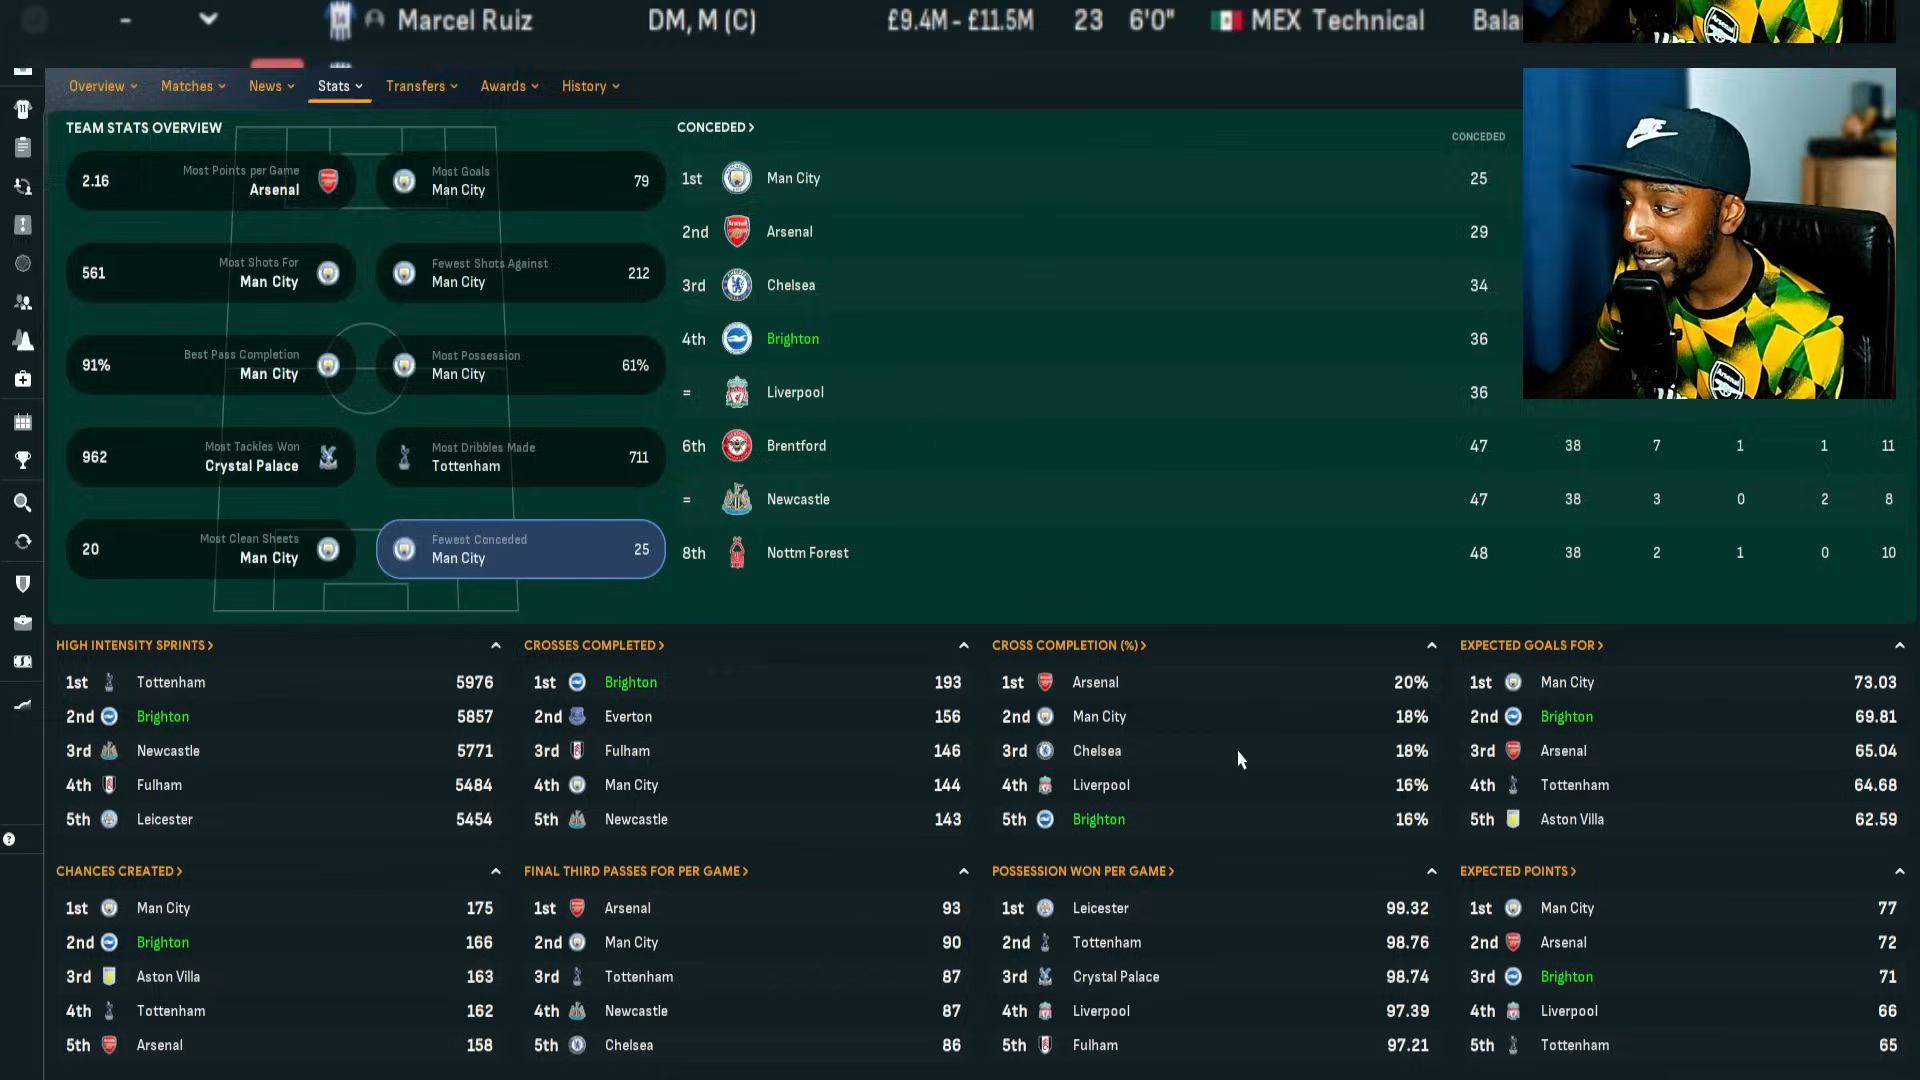 - Marcel Ruiz DM, M (C) £9.4M - £11.5M 23 6'0" MEX Technical Bala
Overview Matches News Stats Transfers Awards History
TEAM STATS OVERVIEW
2.16 Most Points per Game Arsenal
Most Goals Man City 79
561 Most Shots For Man City
Fewest Shots Against Man City 212
91% Best Pass Completion Man City
Most Possession Man City 61%
962 Most Tackles Won Crystal Palace
Most Dribbles Made Tottenham 711
20 Most Clean Sheets Man City
Fewest Conceded Man City 25
CONCEDED >
CONCEDED
1st Man City 25
2nd Arsenal 29
3rd Chelsea 34
4th Brighton 36
= Liverpool 36
6th Brentford 47 38 7 1 1 11
= Newcastle 47 38 3 0 2 8
8th Nottm Forest 48 38 2 1 0 10
HIGH INTENSITY SPRINTS >
1st Tottenham 5976
2nd Brighton 5857
3rd Newcastle 5771
4th Fulham 5484
5th Leicester 5454
CROSSES COMPLETED >
1st Brighton 193
2nd Everton 156
3rd Fulham 146
4th Man City 144
5th Newcastle 143
CROSS COMPLETION (%) >
1st Arsenal 20%
2nd Man City 18%
3rd Chelsea 18%
4th Liverpool 16%
5th Brighton 16%
EXPECTED GOALS FOR >
1st Man City 73.03
2nd Brighton 69.81
3rd Arsenal 65.04
4th Tottenham 64.68
5th Aston Villa 62.59
CHANCES CREATED >
1st Man City 175
2nd Brighton 166
3rd Aston Villa 163
4th Tottenham 162
5th Arsenal 158
FINAL THIRD PASSES FOR PER GAME >
1st Arsenal 93
2nd Man City 90
3rd Tottenham 87
4th Newcastle 87
5th Chelsea 86
POSSESSION WON PER GAME >
1st Leicester 99.32
2nd Tottenham 98.76
3rd Crystal Palace 98.74
4th Liverpool 97.39
5th Fulham 97.21
EXPECTED POINTS >
1st Man City 77
2nd Arsenal 72
3rd Brighton 71
4th Liverpool 66
5th Tottenham 65